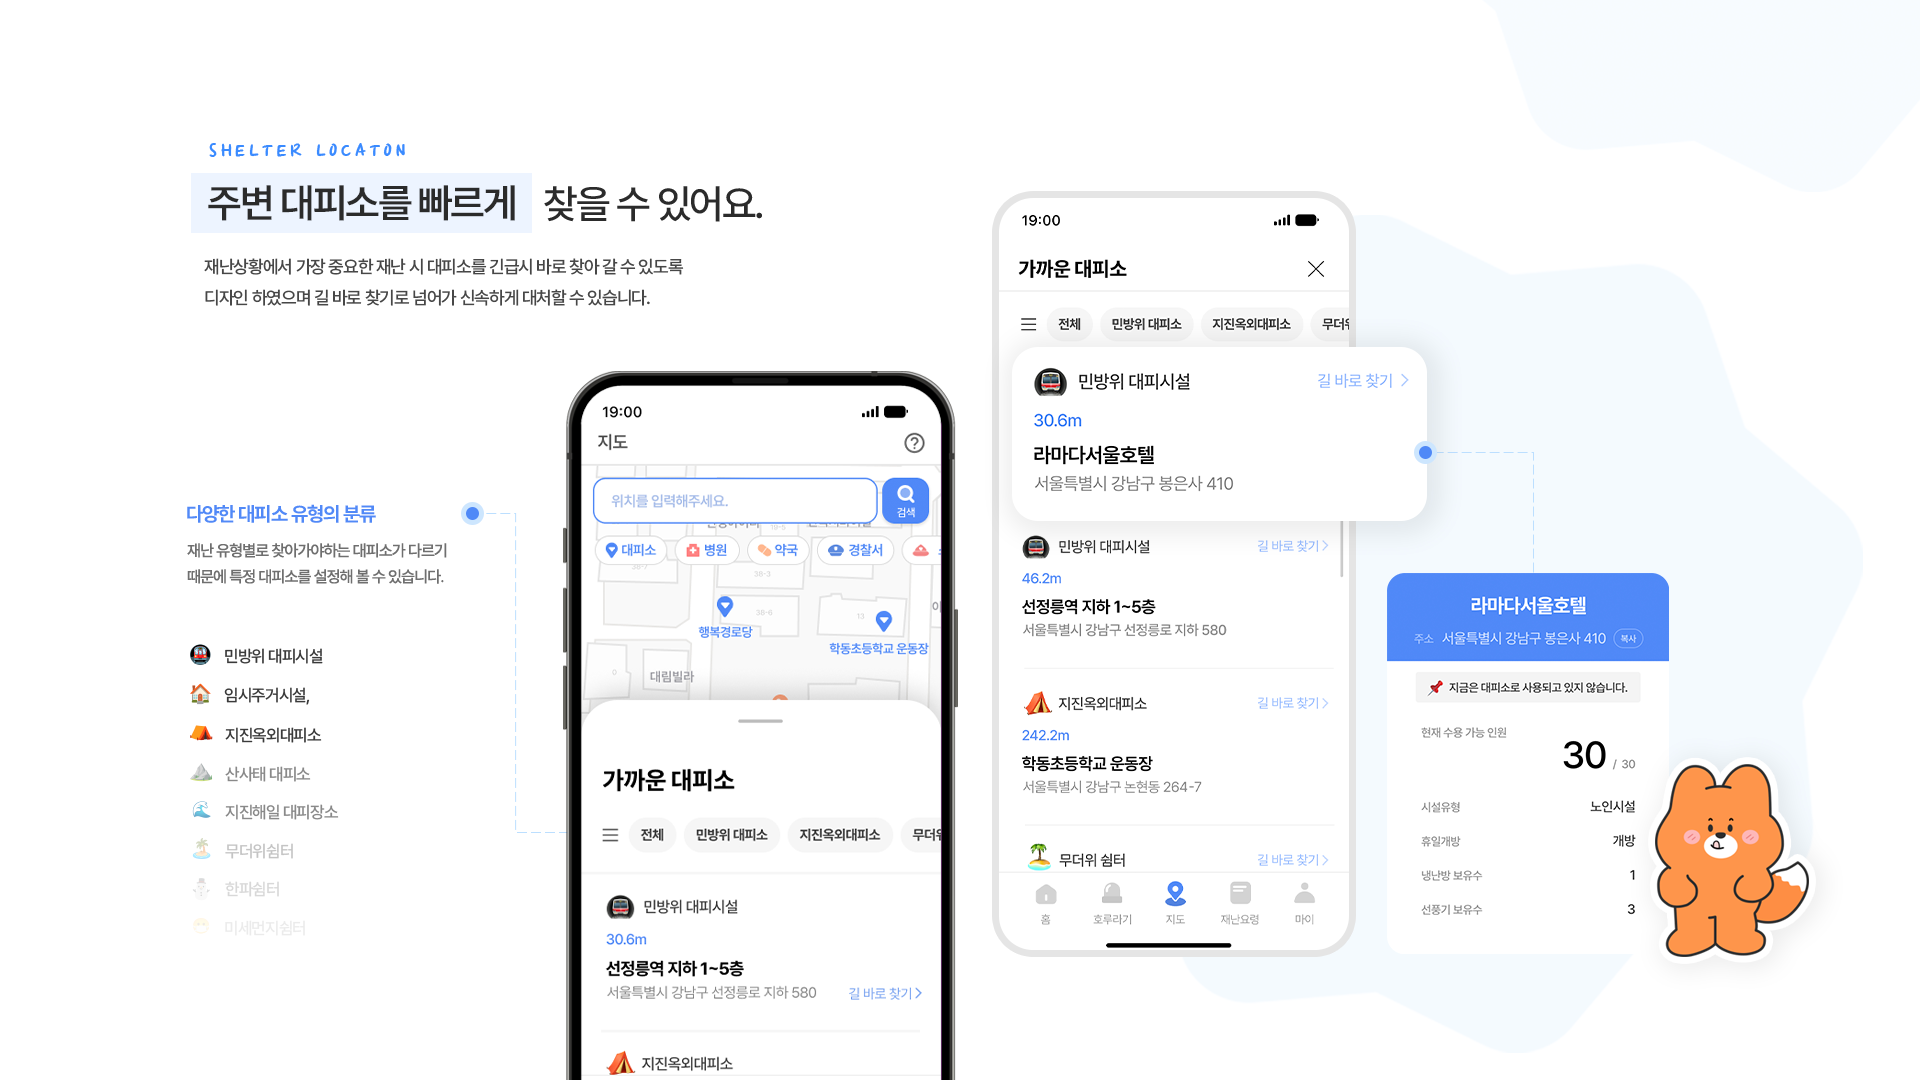 SHELTER LOCATON
주변 대피소를 빠르게 찾을 수 있어요.
재난상황에서 가장 중요한 재난 시 대피소를 긴급시 바로 찾아 갈 수 있도록
디자인 하였으며 길 바로 찾기로 넘어가 신속하게 대처할 수 있습니다.
다양한 대피소 유형의 분류
재난 유형별로 찾아가야하는 대피소가 다르기
때문에 특정 대피소를 설정해 볼 수 있습니다.
민방위 대피시설
임시주거시설,
지진옥외대피소
산사태 대피소
지진해일 대피장소
무더위쉼터
한파쉼터
미세먼지쉼터
19:00
지도
위치를 입력해주세요.
검색
대피소
병원
약국
경찰서
38-7
38-3
38-6
13
행복경로당
학동초등학교 운동장
대림빌라
가까운 대피소
전체
민방위 대피소
지진옥외대피소
무더위
민방위 대피시설
30.6m
선정릉역 지하 1~5층
서울특별시 강남구 선정릉로 지하 580
길 바로 찾기
지진옥외대피소
19:00
가까운 대피소
전체
민방위 대피소
지진옥외대피소
무더위
민방위 대피시설
길 바로 찾기
30.6m
라마다서울호텔
서울특별시 강남구 봉은사 410
민방위 대피시설
길 바로 찾기
46.2m
선정릉역 지하 1~5층
서울특별시 강남구 선정릉로 지하 580
지진옥외대피소
길 바로 찾기
242.2m
학동초등학교 운동장
서울특별시 강남구 논현동 264-7
무더위 쉼터
길 바로 찾기
홈
호루라기
지도
재난요령
마이
라마다서울호텔
주소 서울특별시 강남구 봉은사 410 복사
지금은 대피소로 사용되고 있지 않습니다.
현재 수용 가능 인원
30 / 30
시설유형 노인시설
휴일개방 개방
냉난방 보유수 1
선풍기 보유수 3